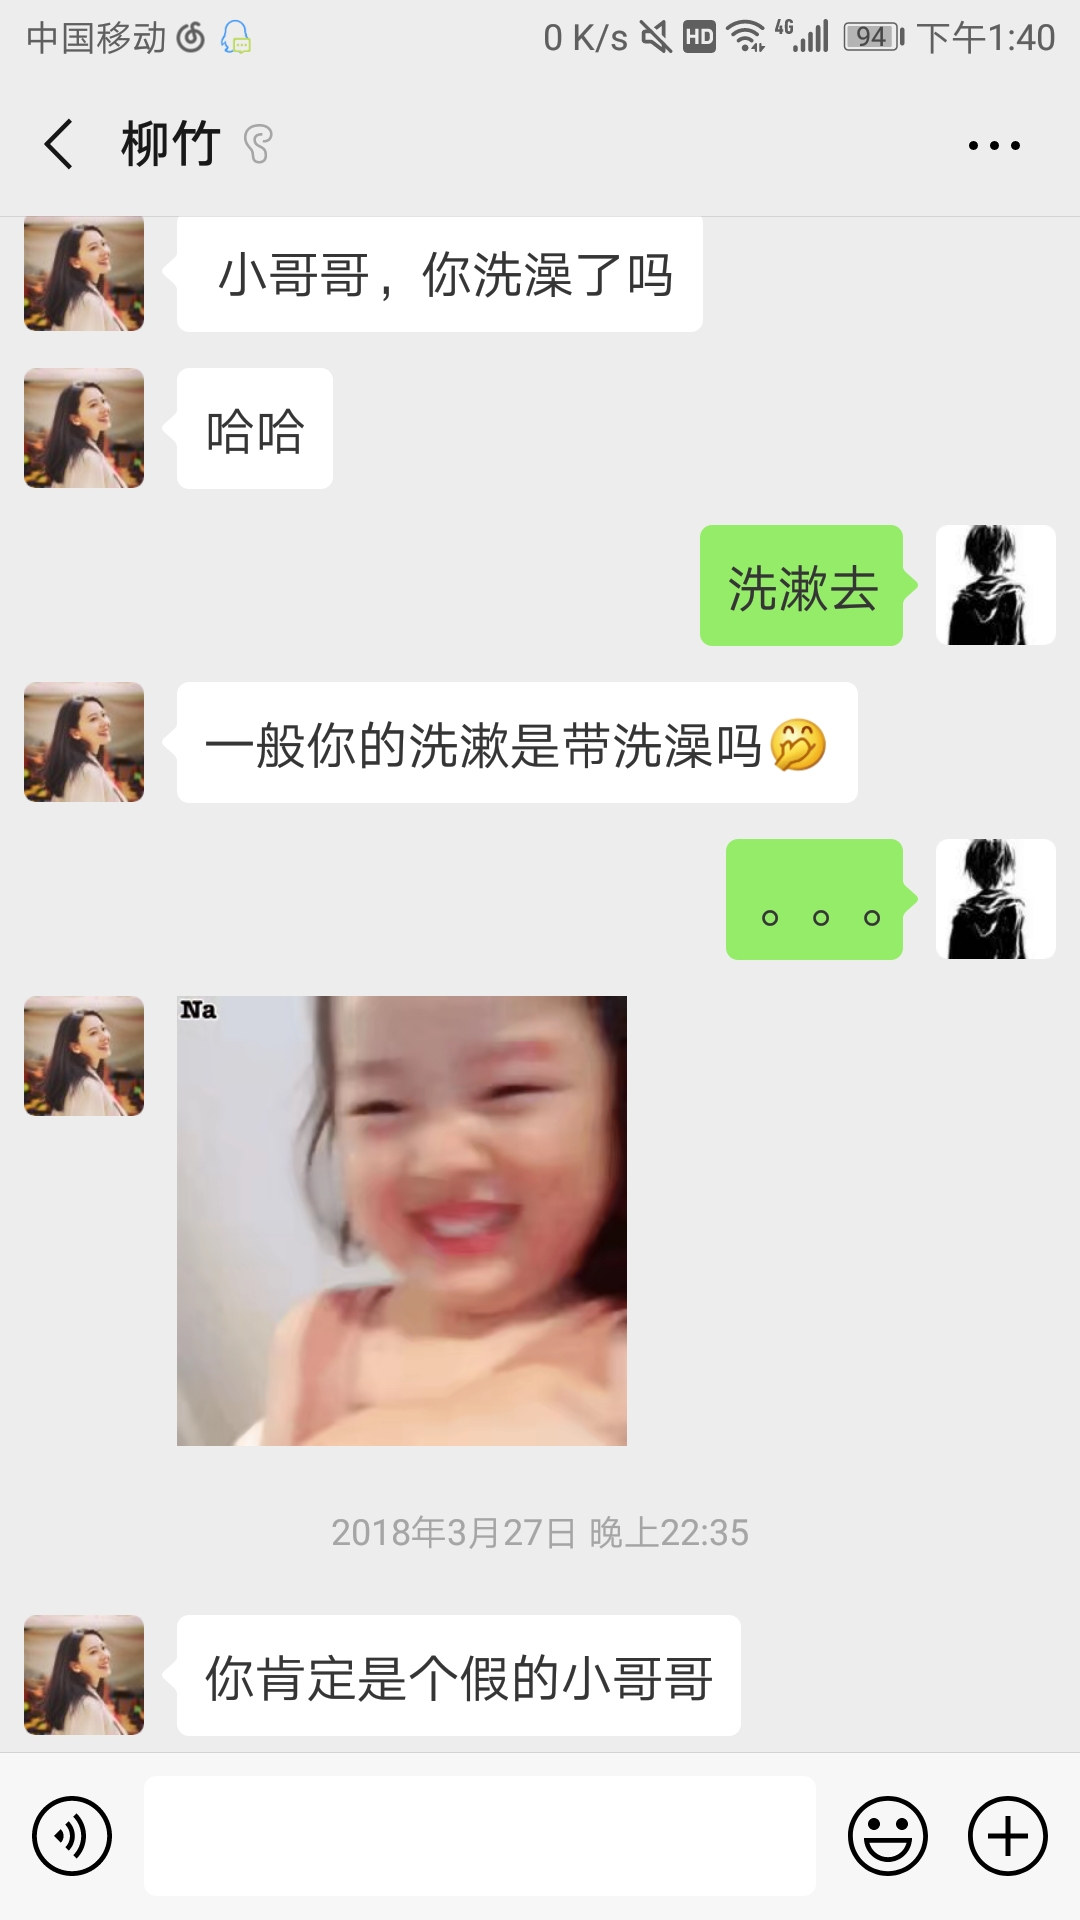 中国移动 0 K/s HD 4G 94 下午1:40
柳竹
小哥哥，你洗澡了吗
哈哈
洗漱去
一般你的洗漱是带洗澡吗🤭
。。。
Na
2018年3月27日 晚上22:35
你肯定是个假的小哥哥